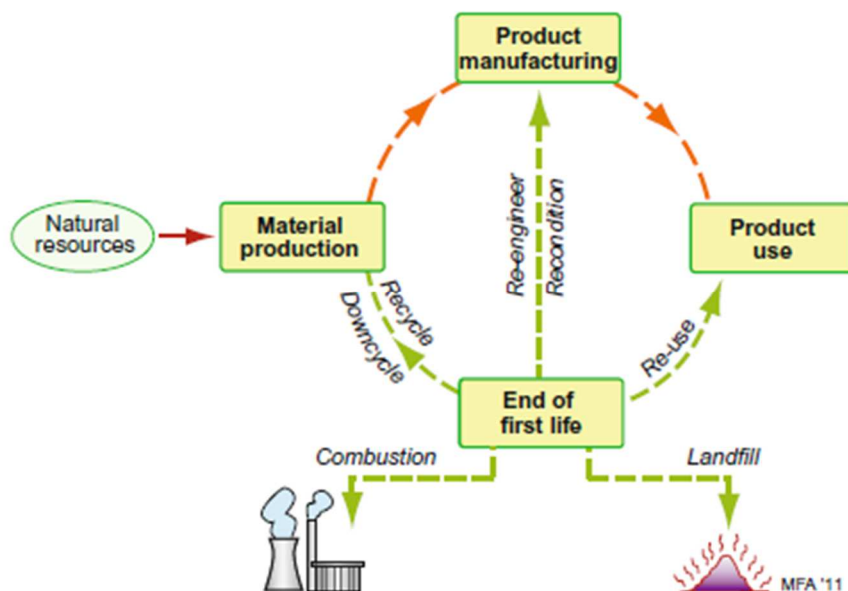 Product
manufacturing
Natural
resources
Material
production
Re-engineer
Recondition
Product
use
Recycle
Downcycle
Re-use
End of
first life
Combustion
Landfill
MFA '11